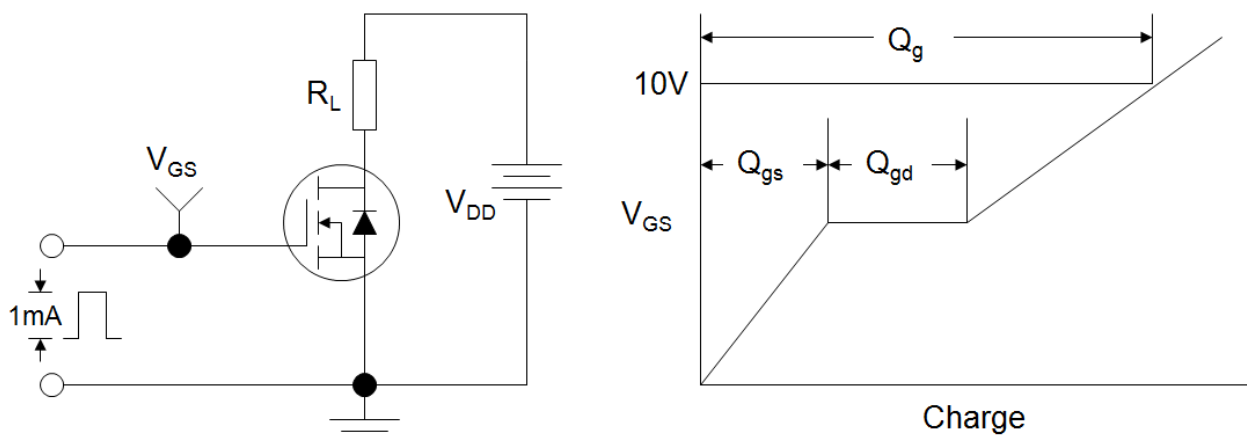 R_L
V_GS
V_DD
1mA
Q_g
10V
Q_gs
Q_gd
V_GS
Charge